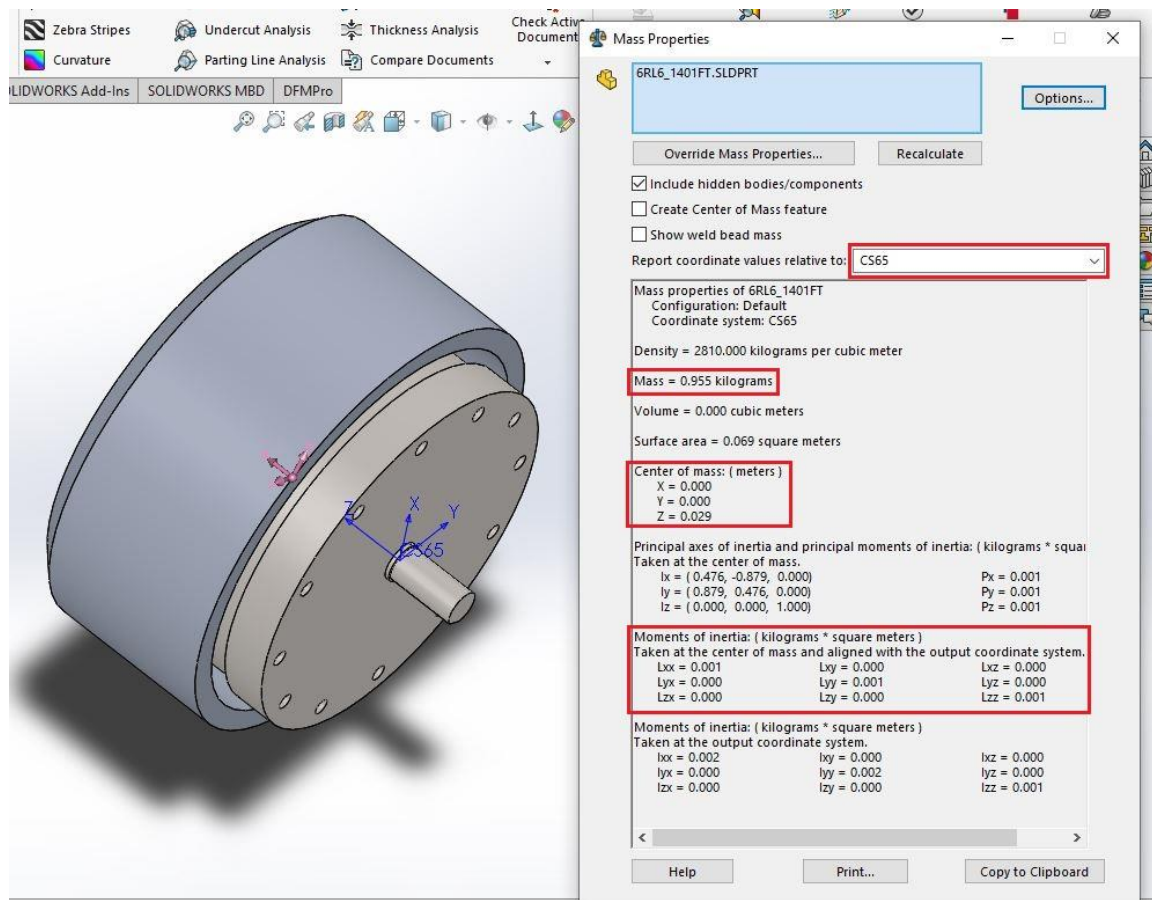 Zebra Stripes
Undercut Analysis
Thickness Analysis
Check Activ
Document
Curvature
Parting Line Analysis
Compare Documents
OLIDWORKS Add-Ins
SOLIDWORKS MBD
DFMPro
Z
X
Y
CS65
Mass Properties
6RL6_1401FT.SLDPRT
Options...
Override Mass Properties...
Recalculate
Include hidden bodies/components
Create Center of Mass feature
Show weld bead mass
Report coordinate values relative to: CS65
Mass properties of 6RL6_1401FT
Configuration: Default
Coordinate system: CS65
Density = 2810.000 kilograms per cubic meter
Mass = 0.955 kilograms
Volume = 0.000 cubic meters
Surface area = 0.069 square meters
Center of mass: ( meters )
X = 0.000
Y = 0.000
Z = 0.029
Principal axes of inertia and principal moments of inertia: ( kilograms * squar
Taken at the center of mass.
Ix = ( 0.476, -0.879, 0.000) Px = 0.001
Iy = ( 0.879, 0.476, 0.000) Py = 0.001
Iz = ( 0.000, 0.000, 1.000) Pz = 0.001
Moments of inertia: ( kilograms * square meters )
Taken at the center of mass and aligned with the output coordinate system.
Lxx = 0.001 Lxy = 0.000 Lxz = 0.000
Lyx = 0.000 Lyy = 0.001 Lyz = 0.000
Lzx = 0.000 Lzy = 0.000 Lzz = 0.001
Moments of inertia: ( kilograms * square meters )
Taken at the output coordinate system.
Ixx = 0.002 Ixy = 0.000 Ixz = 0.000
Iyx = 0.000 Iyy = 0.002 Iyz = 0.000
Izx = 0.000 Izy = 0.000 Izz = 0.001
Help
Print...
Copy to Clipboard